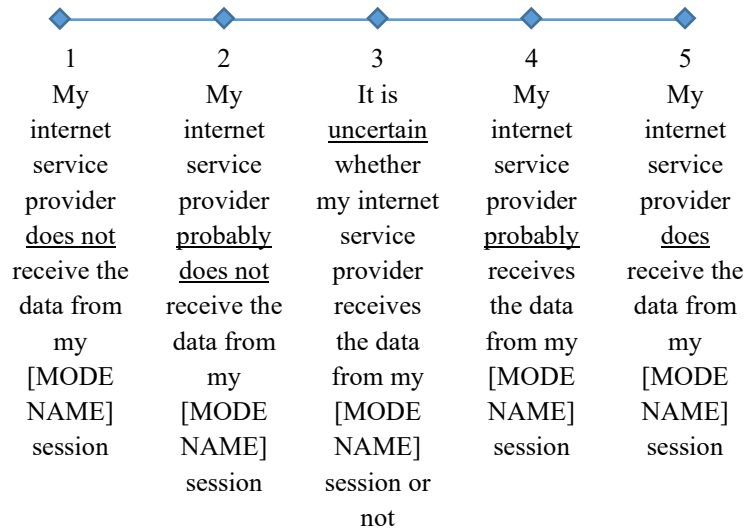 1
My
internet
service
provider
does not
receive the
data from
my
[MODE
NAME]
session
2
My
internet
service
provider
probably
does not
receive the
data from
my
[MODE
NAME]
session
3
It is
uncertain
whether
my internet
service
provider
receives
the data
from my
[MODE
NAME]
session or
not
4
My
internet
service
provider
probably
receives
the data
from my
[MODE
NAME]
session
5
My
internet
service
provider
does
receive the
data from
my
[MODE
NAME]
session